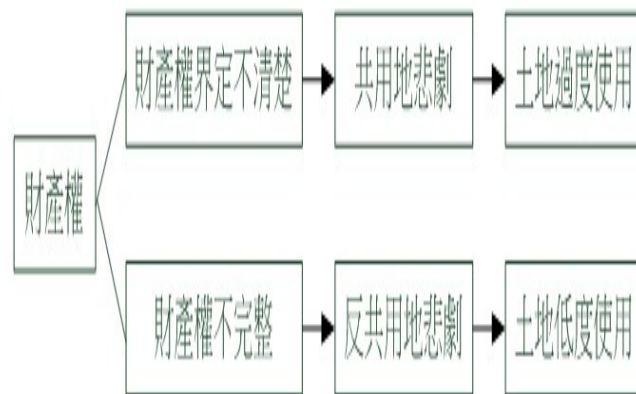 財產權界定不清楚
共用地悲劇
土地過度使用
財產權
財產權不完整
反共用地悲劇
土地低度使用